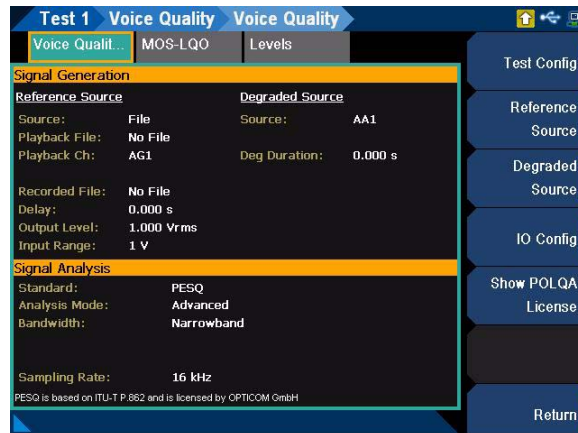 Test 1 Voice Quality Voice Quality
Voice Qualit... MOS-LQO Levels
Signal Generation
Reference Source Degraded Source
Source: File Source: AA1
Playback File: No File
Playback Ch: AG1 Deg Duration: 0.000 s
Recorded File: No File
Delay: 0.000 s
Output Level: 1.000 Vrms
Input Range: 1 V
Signal Analysis
Standard: PESQ
Analysis Mode: Advanced
Bandwidth: Narrowband
Sampling Rate: 16 kHz
PESQ is based on ITU-T P.862 and is licensed by OPTICOM GmbH
Test Config
Reference
Source
Degraded
Source
IO Config
Show POLQA
License
Return